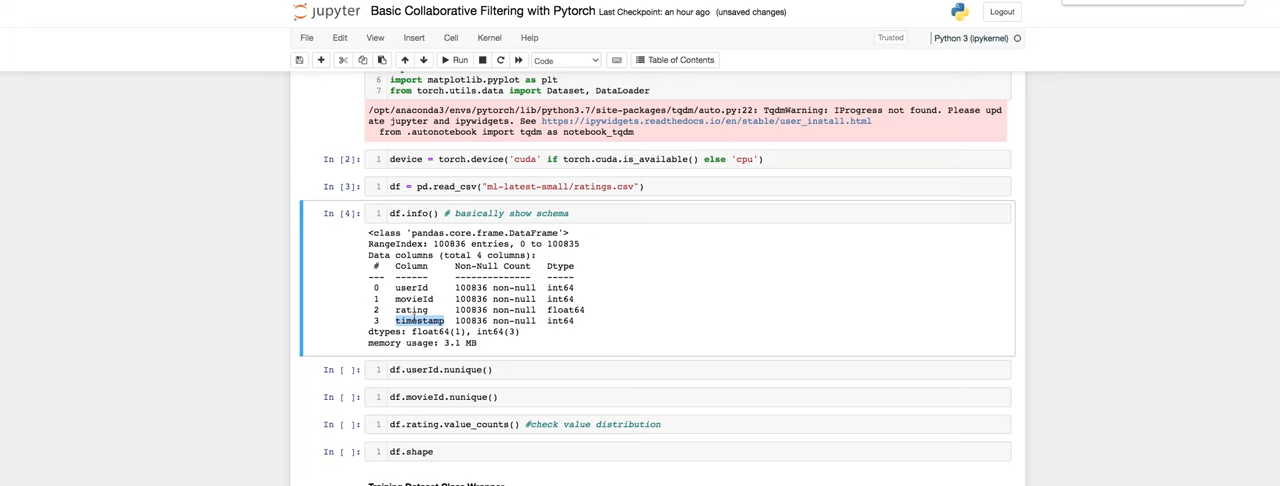 jupyter Basic Collaborative Filtering with Pytorch Last Checkpoint: an hour ago (unsaved changes) Logout
File Edit View Insert Cell Kernel Help Trusted Python 3 (ipykernel)
Run Code Table of Contents
6 import matplotlib.pyplot as plt
7 from torch.utils.data import Dataset, DataLoader
/opt/anaconda3/envs/pytorch/lib/python3.7/site-packages/tqdm/auto.py:22: TqdmWarning: IProgress not found. Please upd
ate jupyter and ipywidgets. See https://ipywidgets.readthedocs.io/en/stable/user_install.html
from .autonotebook import tqdm as notebook_tqdm
In [2]: 1 device = torch.device('cuda' if torch.cuda.is_available() else 'cpu')
In [3]: 1 df = pd.read_csv("ml-latest-small/ratings.csv")
In [4]: 1 df.info() # basically show schema
<class 'pandas.core.frame.DataFrame'>
RangeIndex: 100836 entries, 0 to 100835
Data columns (total 4 columns):
# Column Non-Null Count Dtype
--- ------ -------------- -----
0 userId 100836 non-null int64
1 movieId 100836 non-null int64
2 rating 100836 non-null float64
3 timestamp 100836 non-null int64
dtypes: float64(1), int64(3)
memory usage: 3.1 MB
In [ ]: 1 df.userId.nunique()
In [ ]: 1 df.movieId.nunique()
In [ ]: 1 df.rating.value_counts() #check value distribution
In [ ]: 1 df.shape
Training Dataset Class Wrapper